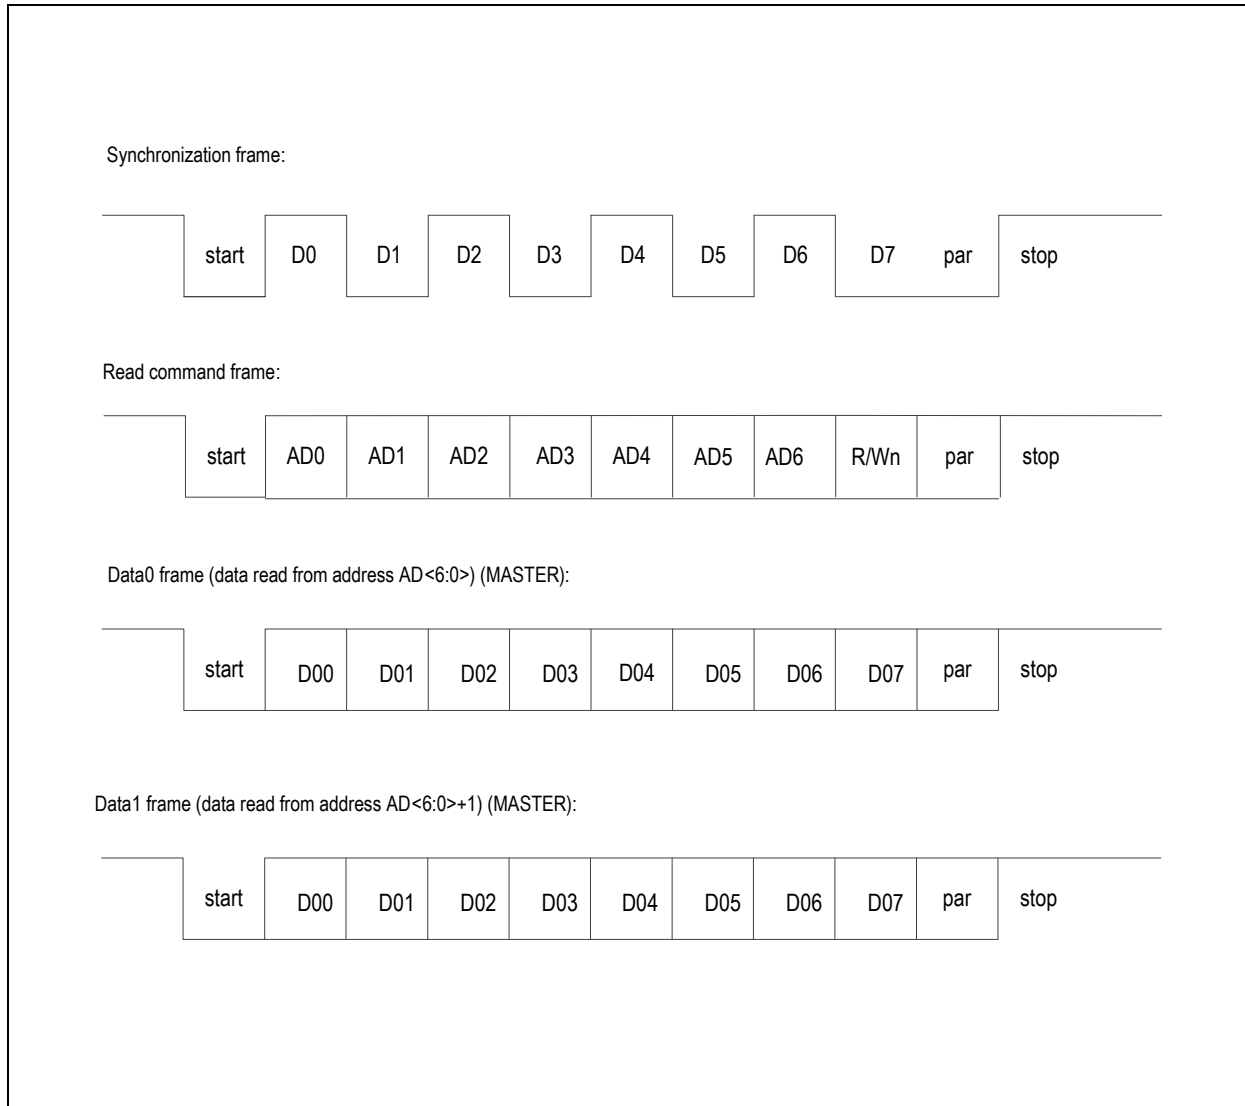 Synchronization frame:
start D0 D1 D2 D3 D4 D5 D6 D7 par stop
Read command frame:
start AD0 AD1 AD2 AD3 AD4 AD5 AD6 R/Wn par stop
Data0 frame (data read from address AD<6:0>) (MASTER):
start D00 D01 D02 D03 D04 D05 D06 D07 par stop
Data1 frame (data read from address AD<6:0>+1) (MASTER):
start D00 D01 D02 D03 D04 D05 D06 D07 par stop